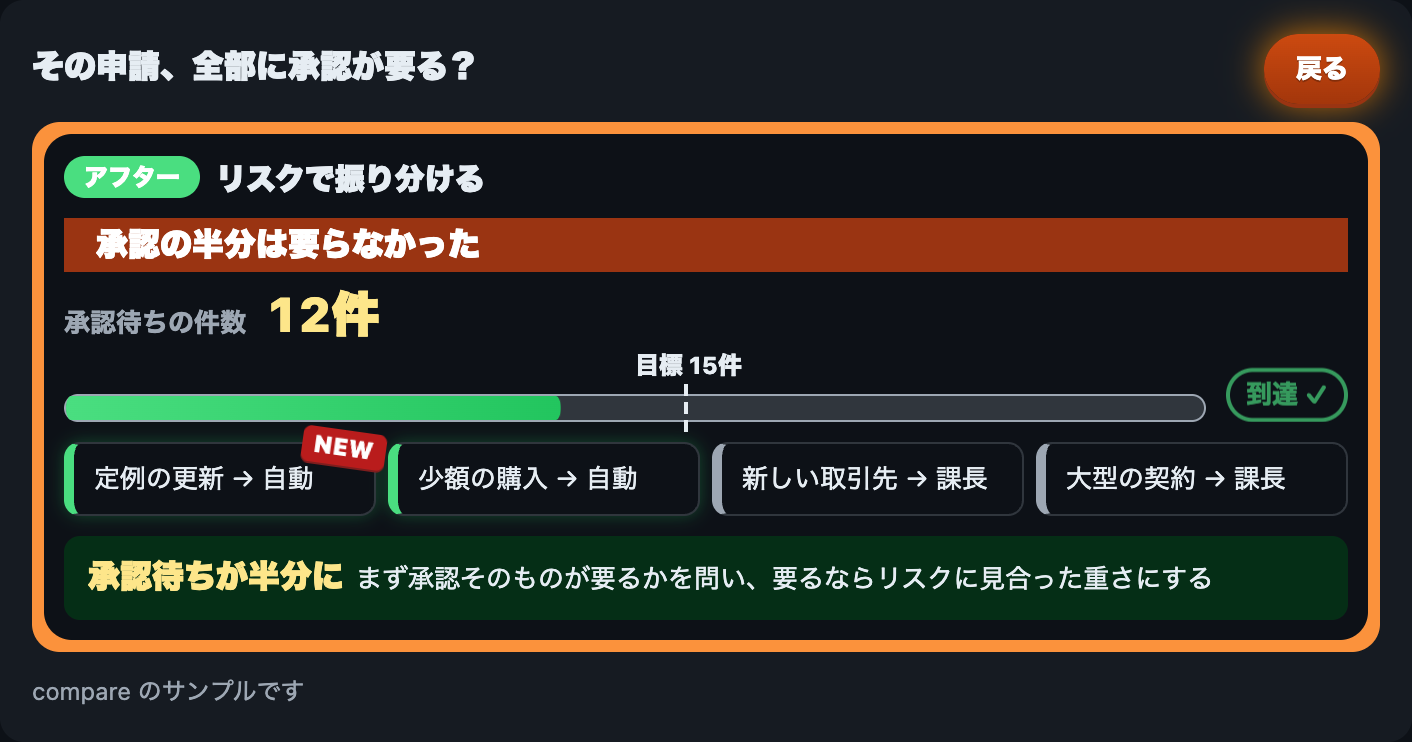 その申請、全部に承認が要る？
戻る
アフター リスクで振り分ける
承認の半分は要らなかった
承認待ちの件数 12件
目標 15件
到達 ✓
NEW
定例の更新 → 自動
少額の購入 → 自動
新しい取引先 → 課長
大型の契約 → 課長
承認待ちが半分に まず承認そのものが要るかを問い、要るならリスクに見合った重さにする
compare のサンプルです